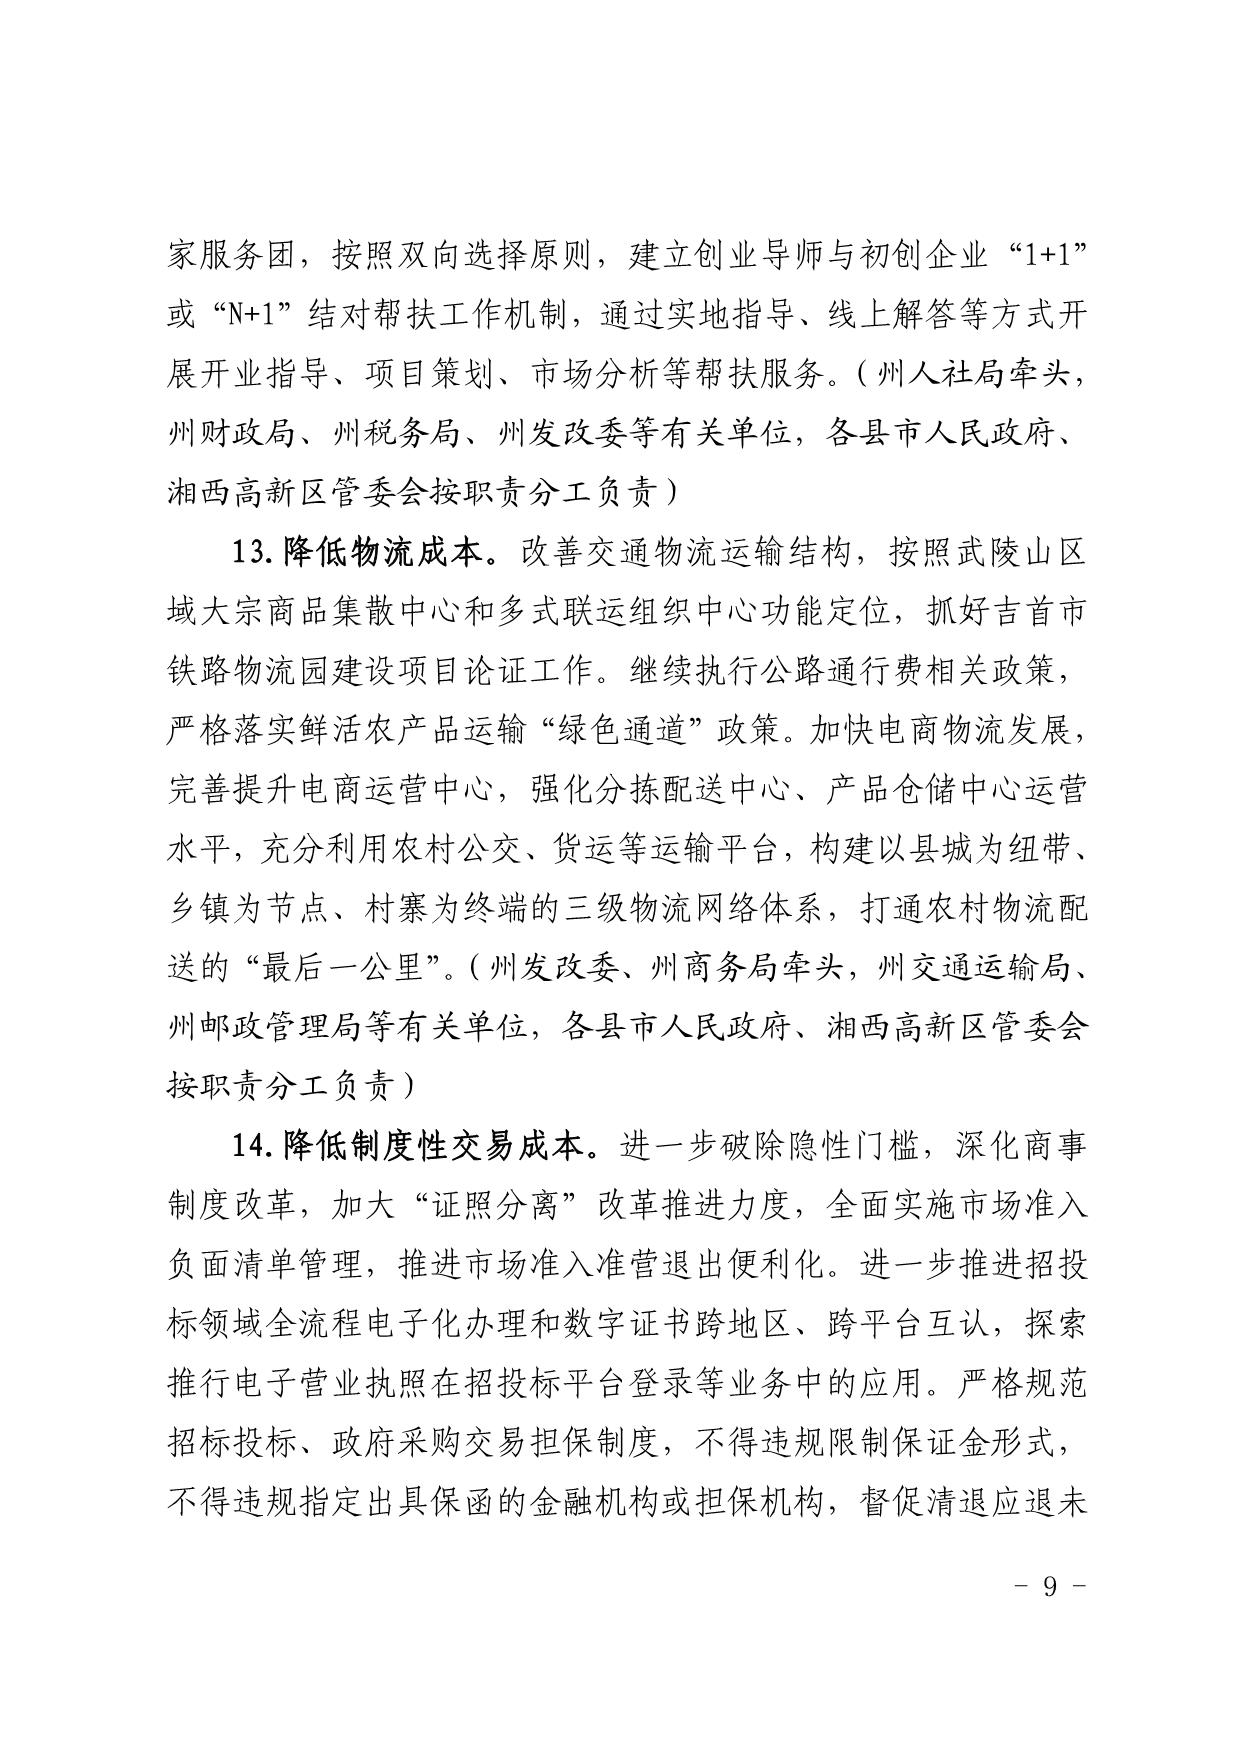 家服务团，按照双向选择原则，建立创业导师与初创企业“1+1”
或“N+1”结对帮扶工作机制，通过实地指导、线上解答等方式开
展开业指导、项目策划、市场分析等帮扶服务。（州人社局牵头，
州财政局、州税务局、州发改委等有关单位，各县市人民政府、
湘西高新区管委会按职责分工负责）
13.降低物流成本。改善交通物流运输结构，按照武陵山区
域大宗商品集散中心和多式联运组织中心功能定位，抓好吉首市
铁路物流园建设项目论证工作。继续执行公路通行费相关政策，
严格落实鲜活农产品运输“绿色通道”政策。加快电商物流发展，
完善提升电商运营中心，强化分拣配送中心、产品仓储中心运营
水平，充分利用农村公交、货运等运输平台，构建以县城为纽带、
乡镇为节点、村寨为终端的三级物流网络体系，打通农村物流配
送的“最后一公里”。（州发改委、州商务局牵头，州交通运输局、
州邮政管理局等有关单位，各县市人民政府、湘西高新区管委会
按职责分工负责）
14.降低制度性交易成本。进一步破除隐性门槛，深化商事
制度改革，加大“证照分离”改革推进力度，全面实施市场准入
负面清单管理，推进市场准入准营退出便利化。进一步推进招投
标领域全流程电子化办理和数字证书跨地区、跨平台互认，探索
推行电子营业执照在招投标平台登录等业务中的应用。严格规范
招标投标、政府采购交易担保制度，不得违规限制保证金形式，
不得违规指定出具保函的金融机构或担保机构，督促清退应退未
- 9 -